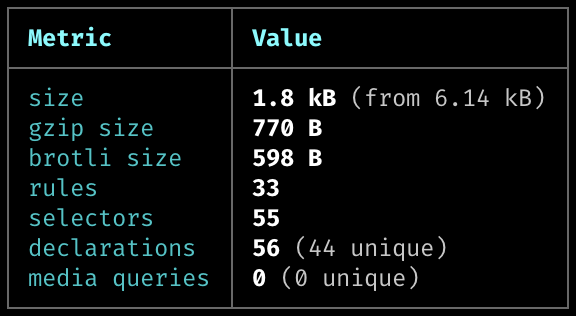 Metric Value
size 1.8 kB (from 6.14 kB)
gzip size 770 B
brotli size 598 B
rules 33
selectors 55
declarations 56 (44 unique)
media queries 0 (0 unique)